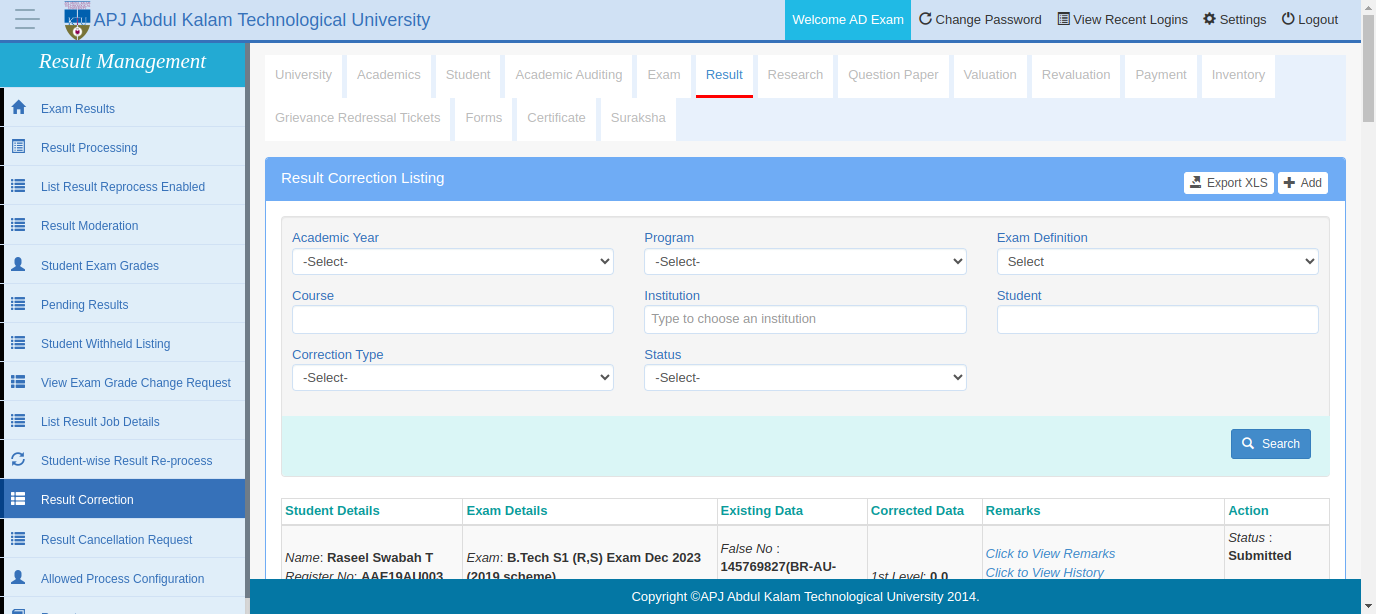 APJ Abdul Kalam Technological University
Welcome AD Exam Change Password View Recent Logins Settings Logout
Result Management
Exam Results
Result Processing
List Result Reprocess Enabled
Result Moderation
Student Exam Grades
Pending Results
Student Withheld Listing
View Exam Grade Change Request
List Result Job Details
Student-wise Result Re-process
Result Correction
Result Cancellation Request
Allowed Process Configuration
University Academics Student Academic Auditing Exam Result Research Question Paper Valuation Revaluation Payment Inventory
Grievance Redressal Tickets Forms Certificate Suraksha
Result Correction Listing
Export XLS Add
Academic Year Program Exam Definition
-Select- -Select- Select
Course Institution Student
Type to choose an institution
Correction Type Status
-Select- -Select-
Search
Student Details Exam Details Existing Data Corrected Data Remarks Action
Name: Raseel Swabah T
Register No: AAE19AU003
Exam: B.Tech S1 (R,S) Exam Dec 2023
(2019 scheme)
False No :
145769827(BR-AU-
1st Level: 0.0
Click to View Remarks
Click to View History
Status :
Submitted
Copyright ©APJ Abdul Kalam Technological University 2014.